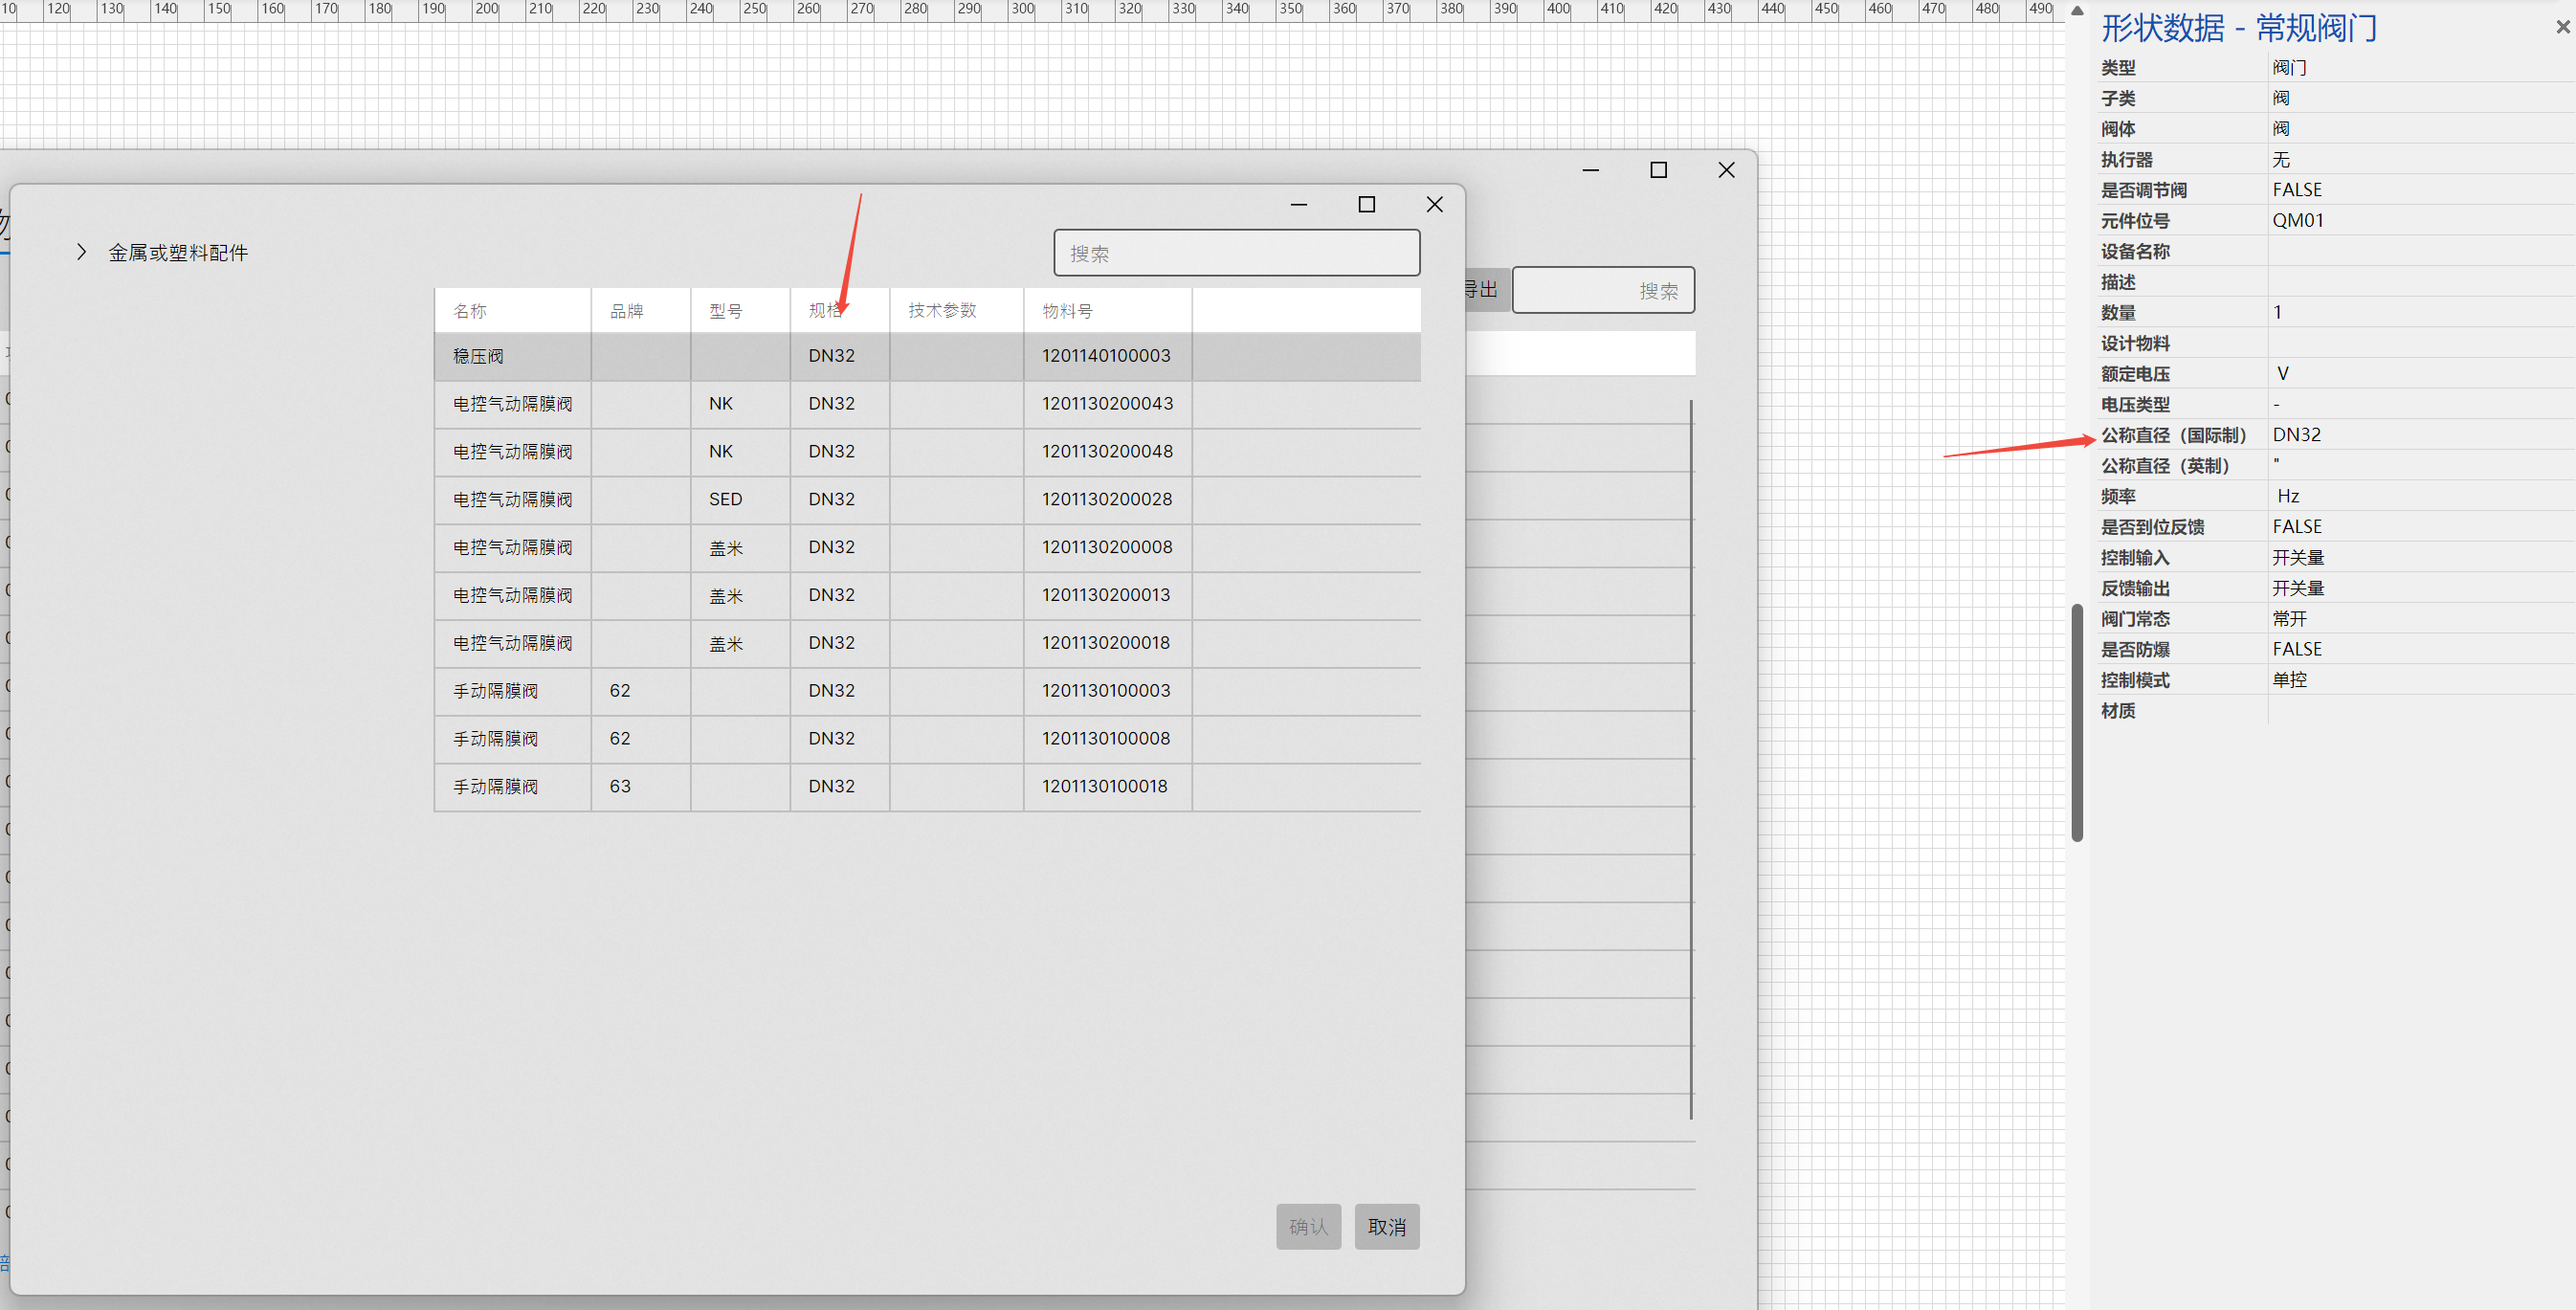 10 120 130 140 150 160 170 180 190 200 210 220 230 240 250 260 270 280 290 300 310 320 330 340 350 360 370 380 390 400 410 420 430 440 450 460 470 480 490
金属或塑料配件
搜索
名称 品牌 型号 规格 技术参数 物料号
稳压阀 DN32 1201140100003
电控气动隔膜阀 NK DN32 1201130200043
电控气动隔膜阀 NK DN32 1201130200048
电控气动隔膜阀 SED DN32 1201130200028
电控气动隔膜阀 盖米 DN32 1201130200008
电控气动隔膜阀 盖米 DN32 1201130200013
电控气动隔膜阀 盖米 DN32 1201130200018
手动隔膜阀 62 DN32 1201130100003
手动隔膜阀 62 DN32 1201130100008
手动隔膜阀 63 DN32 1201130100018
确认 取消
导出 搜索
形状数据 - 常规阀门
类型 阀门
子类 阀
阀体 阀
执行器 无
是否调节阀 FALSE
元件位号 QM01
设备名称
描述
数量 1
设计物料
额定电压 V
电压类型 -
公称直径（国际制） DN32
公称直径（英制） "
频率 Hz
是否到位反馈 FALSE
控制输入 开关量
反馈输出 开关量
阀门常态 常开
是否防爆 FALSE
控制模式 单控
材质